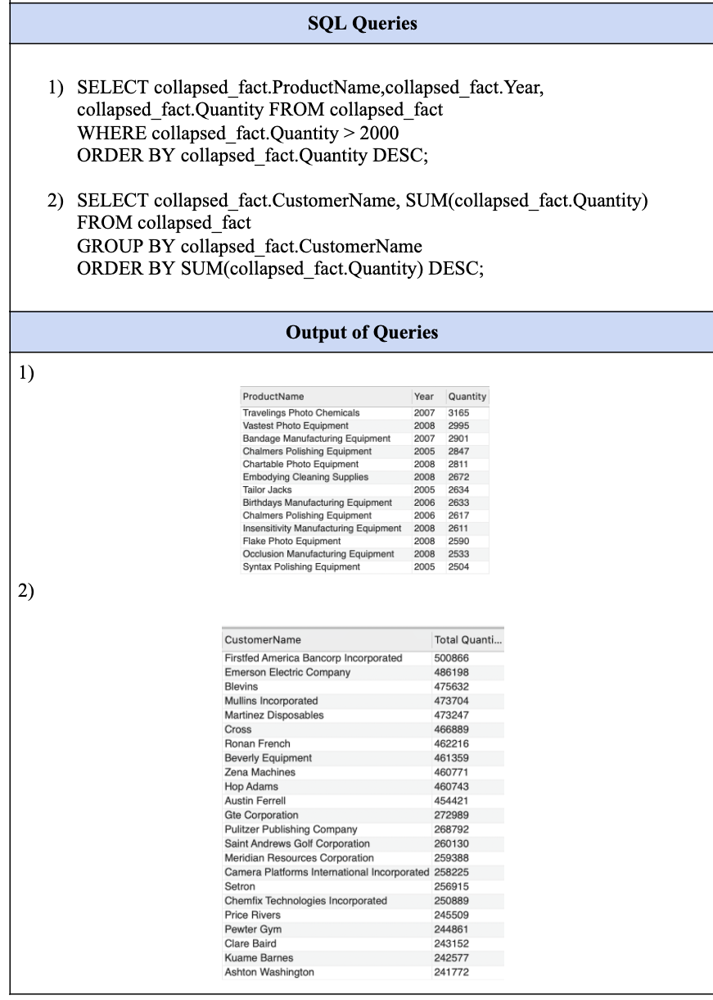 SQL Queries
1) SELECT collapsed_fact.ProductName,collapsed_fact.Year,
collapsed_fact.Quantity FROM collapsed_fact
WHERE collapsed_fact.Quantity > 2000
ORDER BY collapsed_fact.Quantity DESC;
2) SELECT collapsed_fact.CustomerName, SUM(collapsed_fact.Quantity)
FROM collapsed_fact
GROUP BY collapsed_fact.CustomerName
ORDER BY SUM(collapsed_fact.Quantity) DESC;
Output of Queries
1)
ProductName Year Quantity
Travelings Photo Chemicals 2007 3165
Vastest Photo Equipment 2008 2995
Bandage Manufacturing Equipment 2007 2901
Chalmers Polishing Equipment 2005 2847
Chartable Photo Equipment 2008 2811
Embodying Cleaning Supplies 2008 2672
Tailor Jacks 2005 2634
Birthdays Manufacturing Equipment 2006 2633
Chalmers Polishing Equipment 2006 2617
Insensitivity Manufacturing Equipment 2008 2611
Flake Photo Equipment 2008 2590
Occlusion Manufacturing Equipment 2008 2533
Syntax Polishing Equipment 2005 2504
2)
CustomerName Total Quanti...
Firstfed America Bancorp Incorporated 500866
Emerson Electric Company 486198
Blevins 475632
Mullins Incorporated 473704
Martinez Disposables 473247
Cross 466889
Ronan French 462216
Beverly Equipment 461359
Zena Machines 460771
Hop Adams 460743
Austin Ferrell 454421
Gte Corporation 272989
Pulitzer Publishing Company 268792
Saint Andrews Golf Corporation 260130
Meridian Resources Corporation 259388
Camera Platforms International Incorporated 258225
Setron 256915
Chemfix Technologies Incorporated 250889
Price Rivers 245509
Pewter Gym 244861
Clare Baird 243152
Kuame Barnes 242577
Ashton Washington 241772